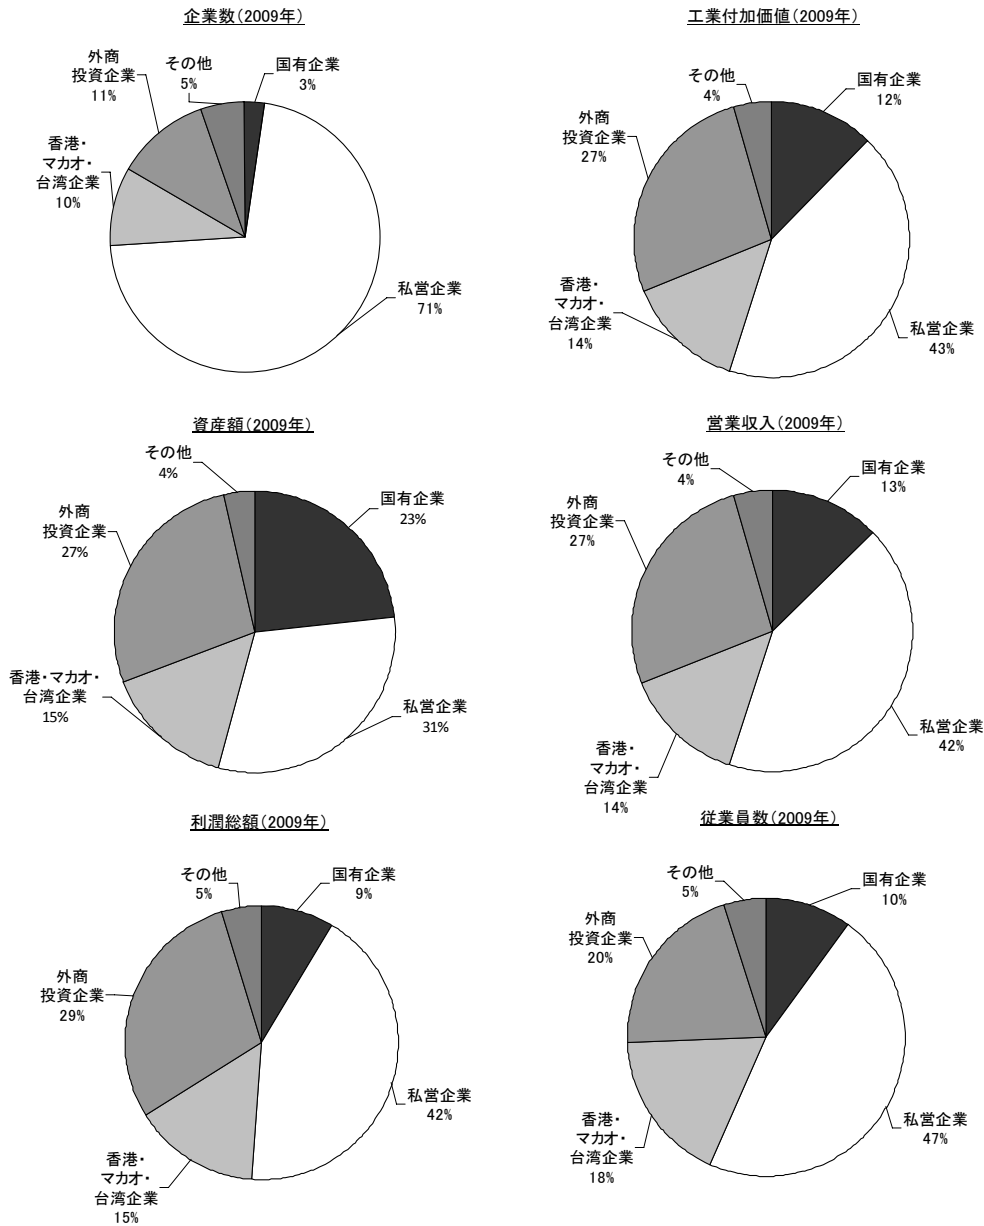 企業数(2009年)
外商
投資企業
11%
その他
5%
国有企業
3%
香港・
マカオ・
台湾企業
10%
私営企業
71%
工業付加価値(2009年)
その他
4%
国有企業
12%
外商
投資企業
27%
香港・
マカオ・
台湾企業
14%
私営企業
43%
資産額(2009年)
その他
4%
国有企業
23%
外商
投資企業
27%
香港・マカオ・
台湾企業
15%
私営企業
31%
営業収入(2009年)
その他
4%
国有企業
13%
外商
投資企業
27%
香港・
マカオ・
台湾企業
14%
私営企業
42%
利潤総額(2009年)
その他
5%
国有企業
9%
外商
投資企業
29%
香港・
マカオ・
台湾企業
15%
私営企業
42%
従業員数(2009年)
その他
5%
国有企業
10%
外商
投資企業
20%
香港・
マカオ・
台湾企業
18%
私営企業
47%